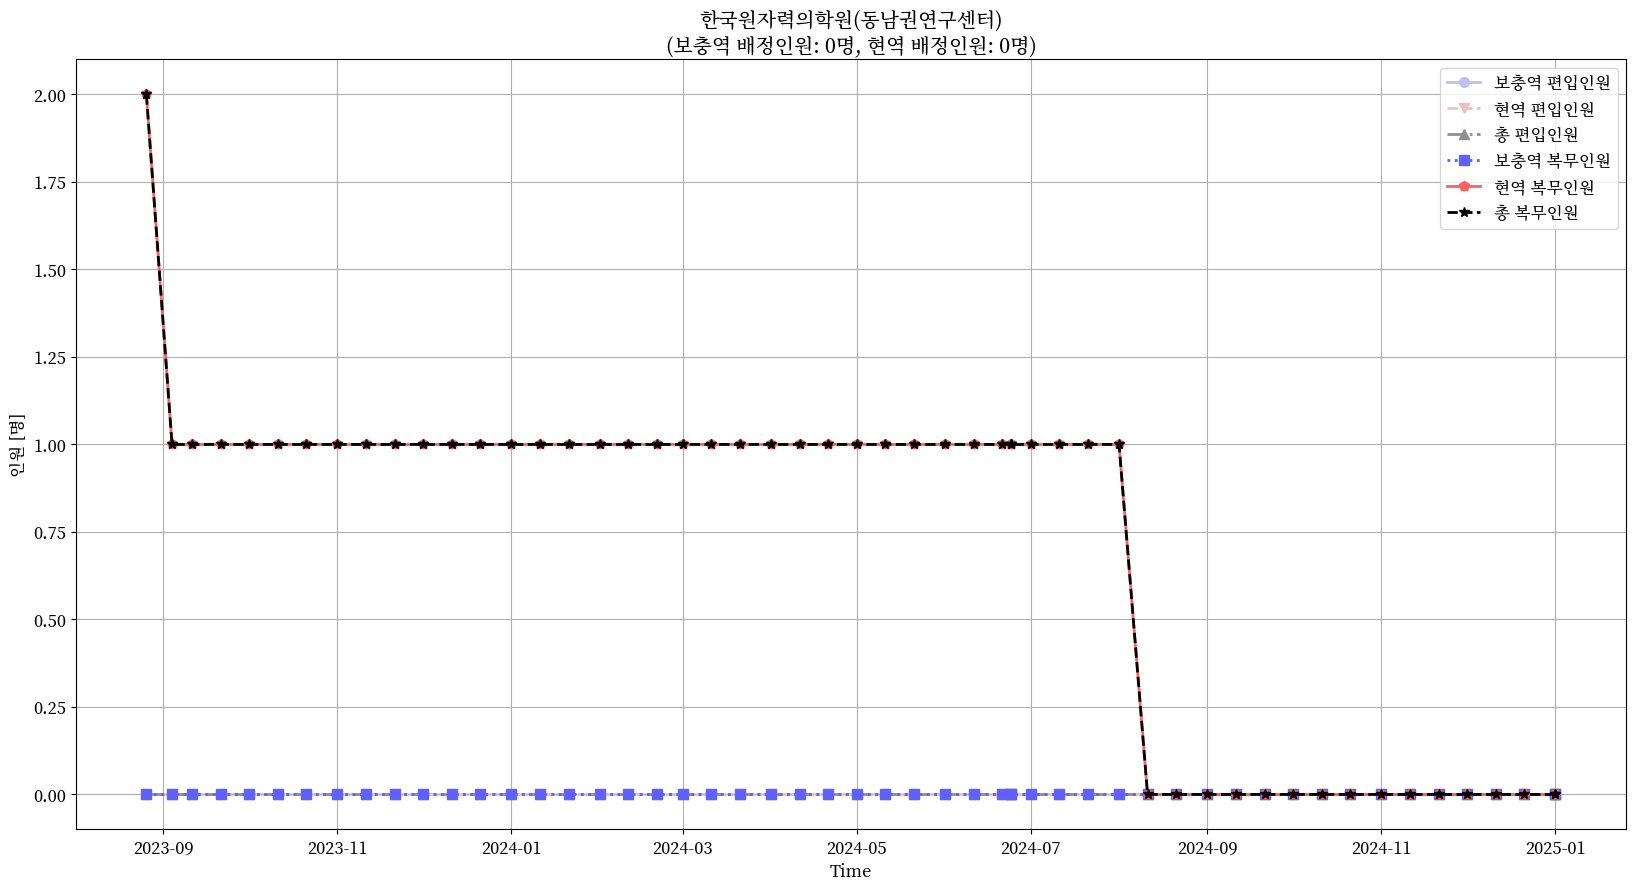 한국원자력의학원(동남권연구센터)
(보충역 배정인원: 0명, 현역 배정인원: 0명)
보충역 편입인원
현역 편입인원
총 편입인원
보충역 복무인원
현역 복무인원
총 복무인원
2.00
1.75
1.50
1.25
1.00
0.75
0.50
0.25
0.00
인원 [명]
2023-09
2023-11
2024-01
2024-03
2024-05
2024-07
2024-09
2024-11
2025-01
Time